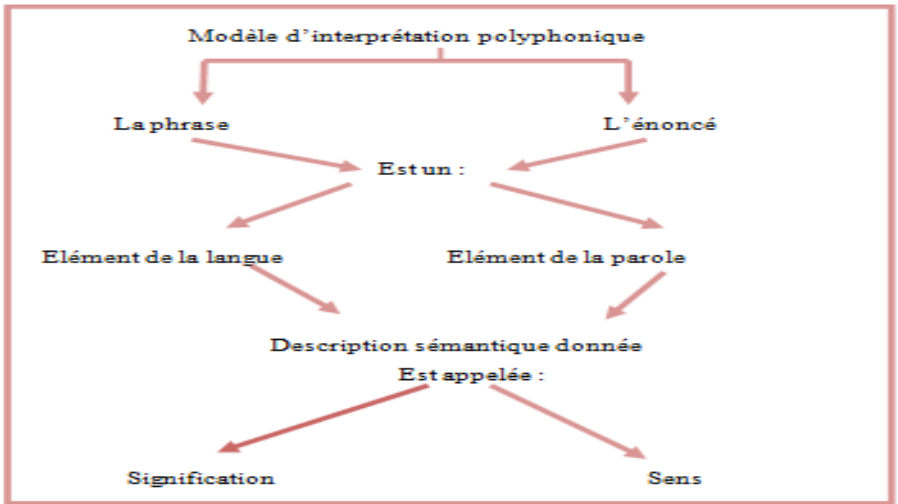 Modèle d’interprétation polyphonique
La phrase L’énoncé
Est un :
Elément de la langue Elément de la parole
Description sémantique donnée
Est appelée :
Signification Sens